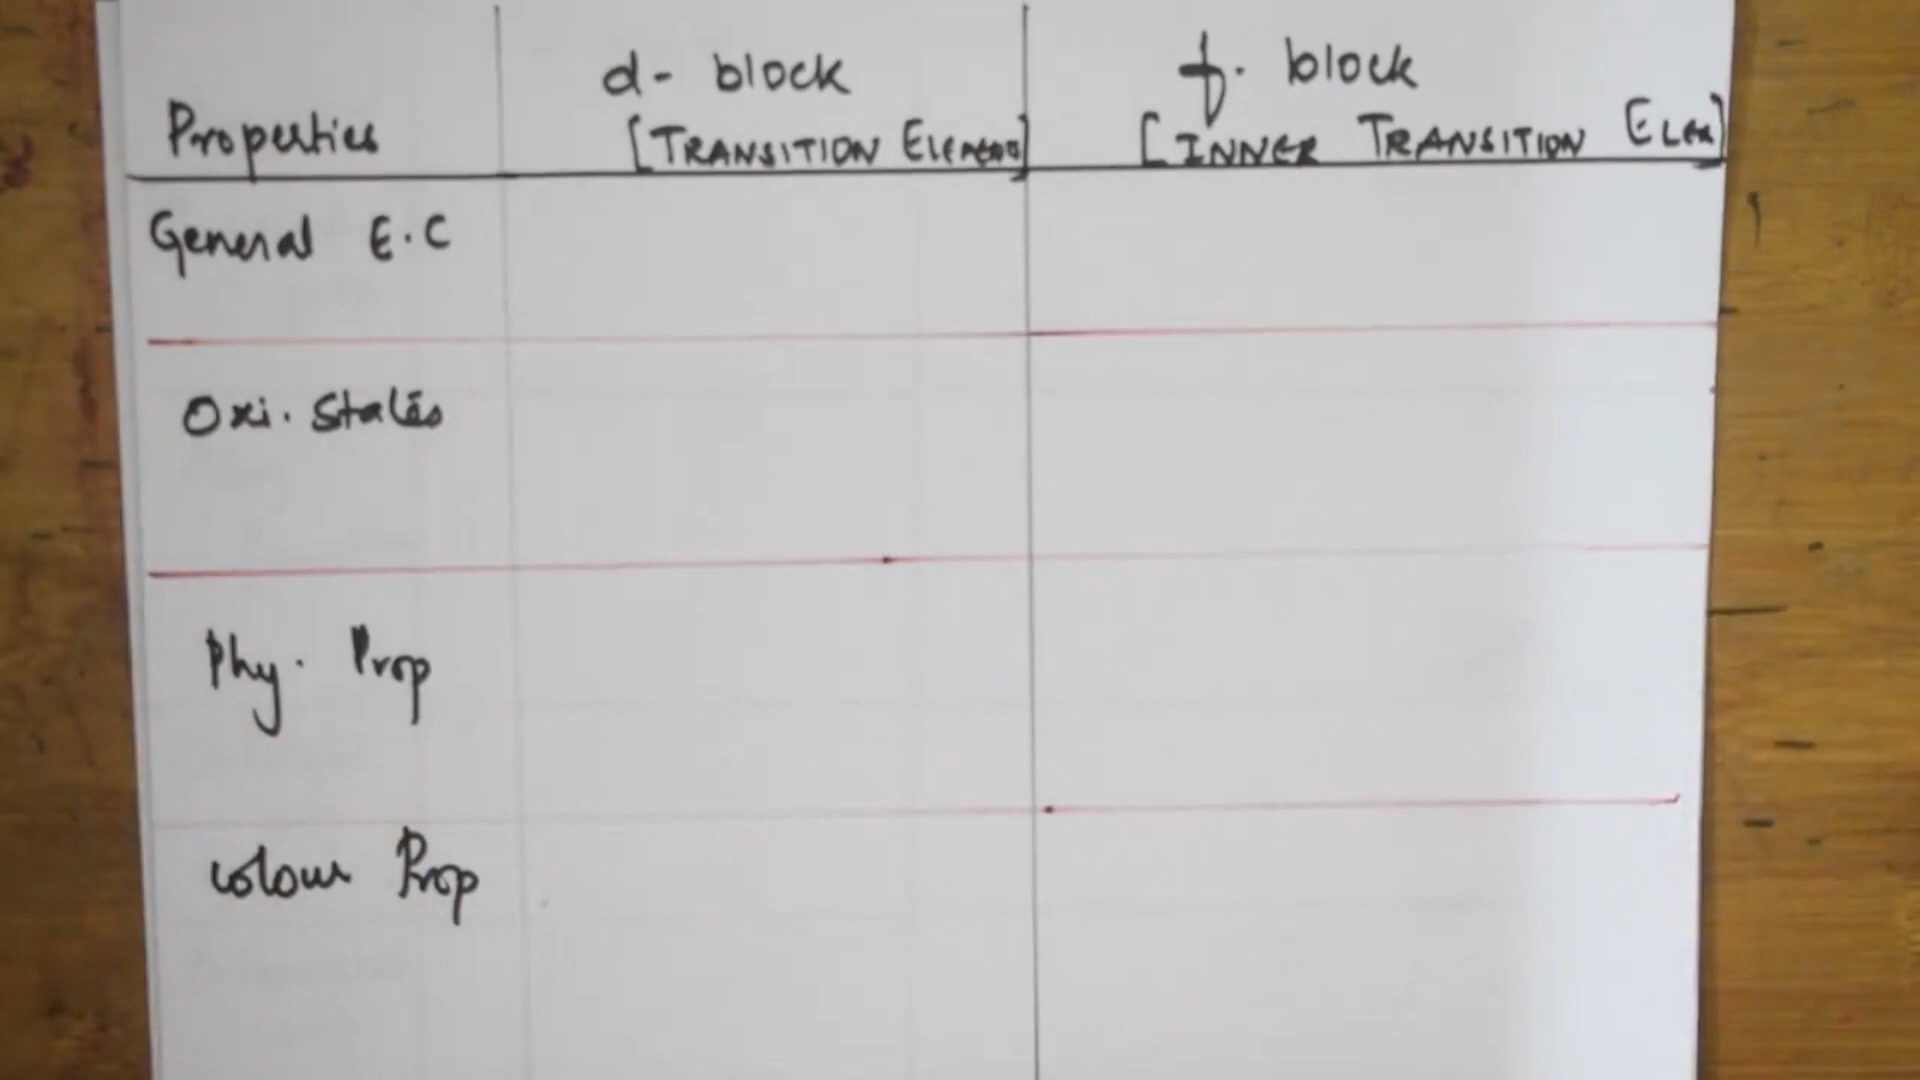 Properties d- block f. block
[TRANSITION Elements] [INNER TRANSITION Elem]
General E.C
Oxi. States
Phy. Prop
colour Prop